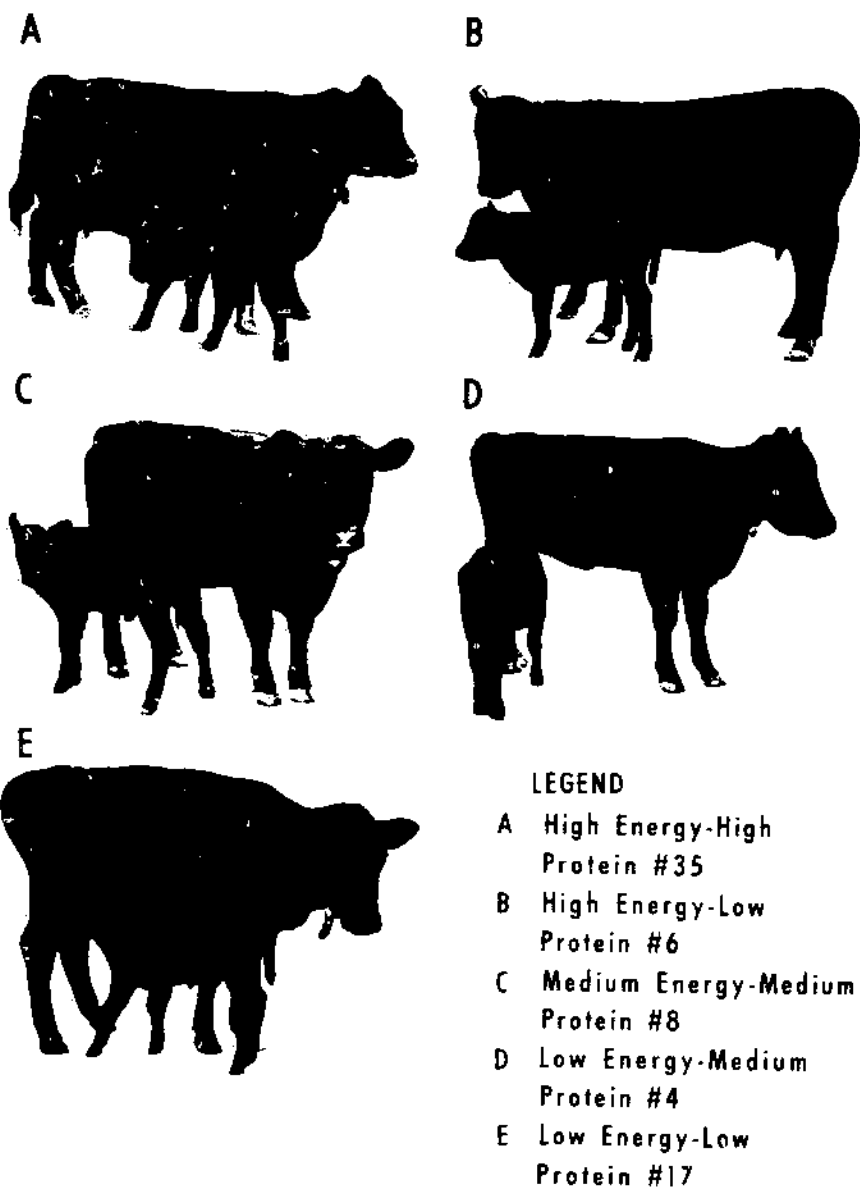 A
B
C
D
E
LEGEND
A High Energy-High
Protein #35
B High Energy-Low
Protein #6
C Medium Energy-Medium
Protein #8
D Low Energy-Medium
Protein #4
E Low Energy-Low
Protein #17